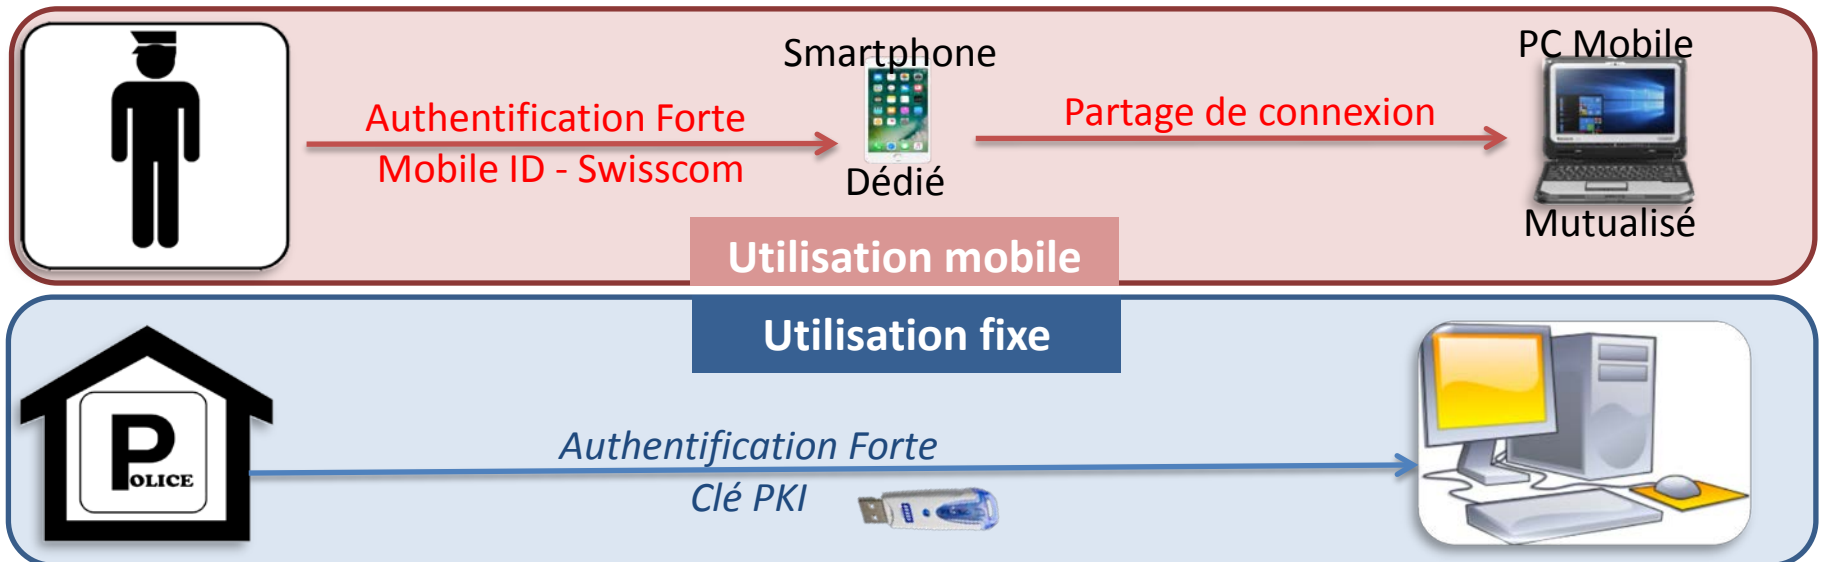 Smartphone
PC Mobile
Authentification Forte
Partage de connexion
Mobile ID - Swisscom
Dédié
Mutualisé
Utilisation mobile
Utilisation fixe
POLICE
Authentification Forte
Clé PKI